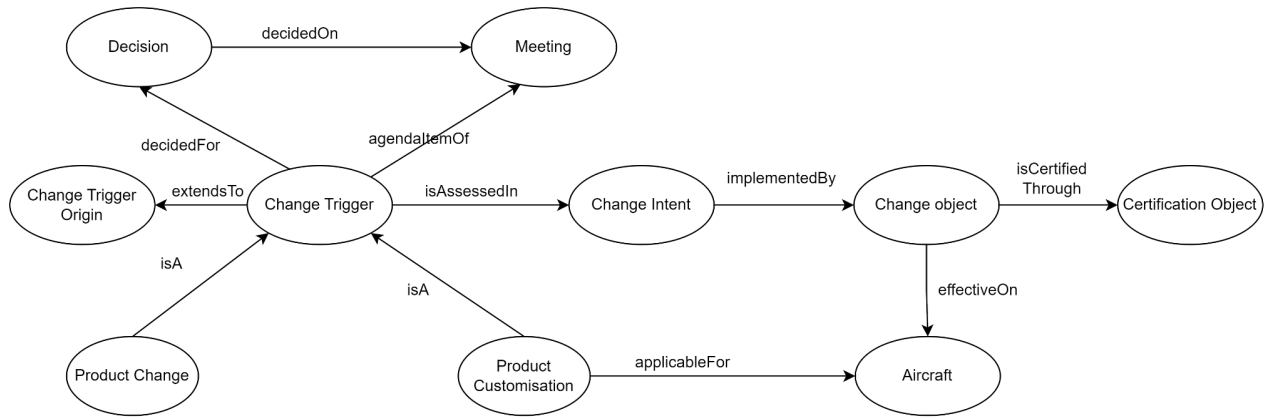 Decision
decidedOn
Meeting
decidedFor
agendaItemOf
Change Trigger
Origin
extendsTo
Change Trigger
isAssessedIn
Change Intent
implementedBy
Change object
isCertified
Through
Certification Object
isA
isA
effectiveOn
Product Change
Product
Customisation
applicableFor
Aircraft